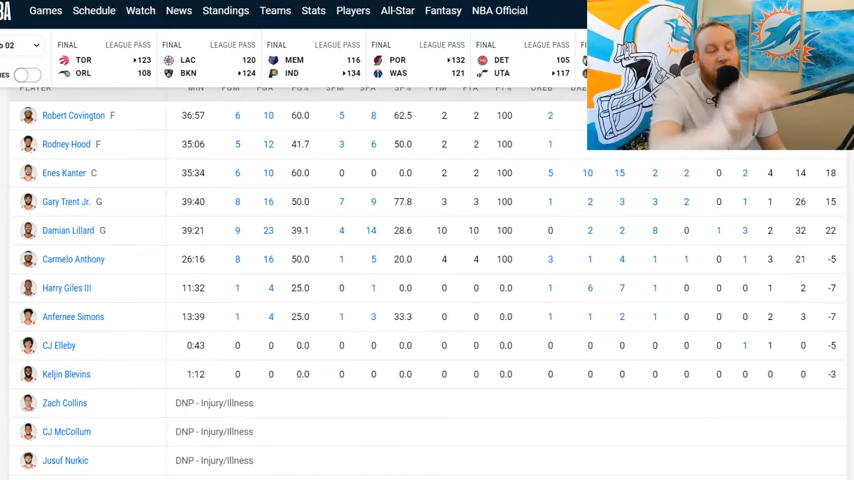 BA Games Schedule Watch News Standings Teams Stats Players All-Star Fantasy NBA Official
b 02 FINAL LEAGUE PASS FINAL LEAGUE PASS FINAL LEAGUE PASS FINAL LEAGUE PASS FINAL LEAGUE PASS
TOR 123 LAC 120 MEM 116 POR 132 DET 105
RES ORL 108 BKN 124 IND 134 WAS 121 UTA 117
PLAYER MIN FGM FGA FG% 3PM 3PA 3P% FTM FTA FT% OREB
Robert Covington F 36:57 6 10 60.0 5 8 62.5 2 2 100 2
Rodney Hood F 35:06 5 12 41.7 3 6 50.0 2 2 100 1
Enes Kanter C 35:34 6 10 60.0 0 0 0.0 2 2 100 5 10 15 2 2 0 2 4 14 18
Gary Trent Jr. G 39:40 8 16 50.0 7 9 77.8 3 3 100 1 2 3 3 2 0 1 1 26 15
Damian Lillard G 39:21 9 23 39.1 4 14 28.6 10 10 100 0 2 2 8 0 1 3 2 32 22
Carmelo Anthony 26:16 8 16 50.0 1 5 20.0 4 4 100 3 1 4 1 1 0 1 3 21 -5
Harry Giles III 11:32 1 4 25.0 0 1 0.0 0 0 0.0 1 6 7 1 0 0 0 1 2 -7
Anfernee Simons 13:39 1 4 25.0 1 3 33.3 0 0 0.0 1 1 2 1 0 0 0 2 3 -7
CJ Elleby 0:43 0 0 0.0 0 0 0.0 0 0 0.0 0 0 0 0 0 0 1 1 0 -5
Keljin Blevins 1:12 0 0 0.0 0 0 0.0 0 0 0.0 0 0 0 0 0 0 0 0 0 -3
Zach Collins DNP - Injury/Illness
CJ McCollum DNP - Injury/Illness
Jusuf Nurkic DNP - Injury/Illness